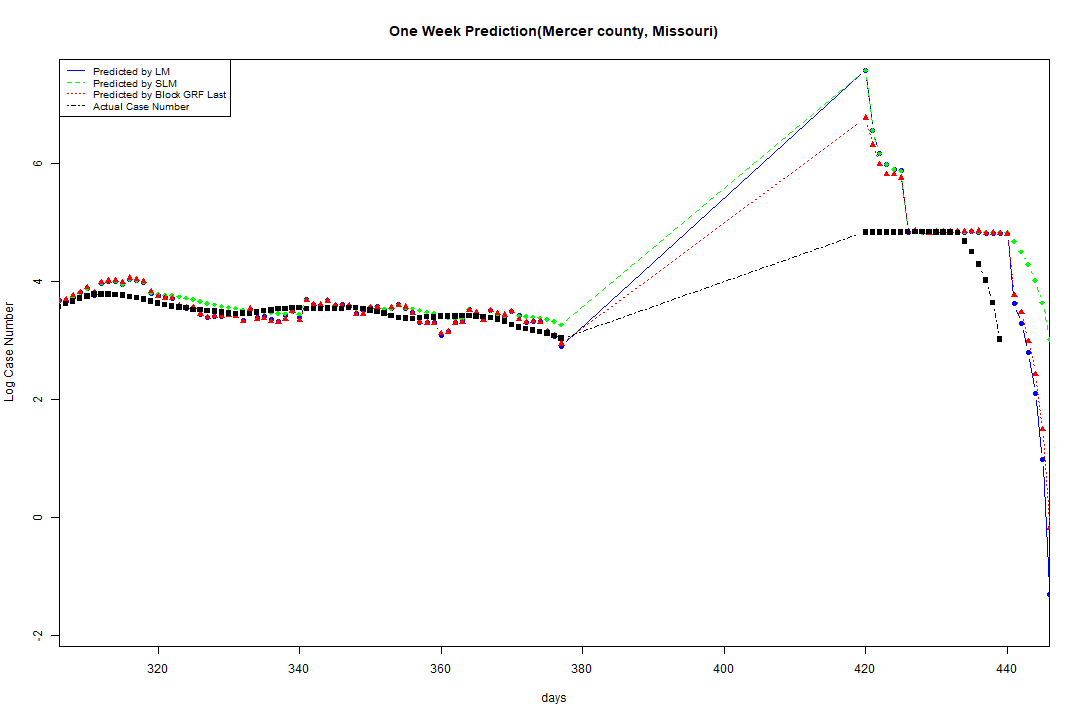 One Week Prediction(Mercer county, Missouri)
Predicted by LM
Predicted by SLM
Predicted by Block GRF Last
Actual Case Number
6
4
2
0
-2
Log Case Number
320 340 360 380 400 420 440
days